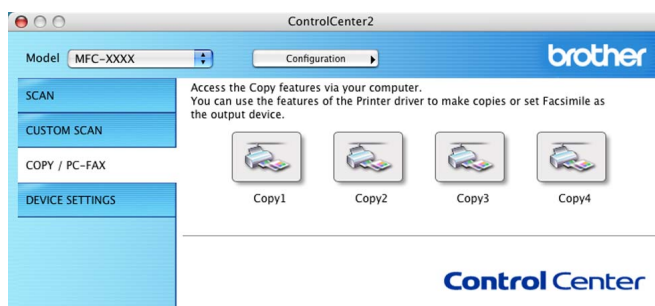 ControlCenter2
Model MFC-XXXX Configuration brother
SCAN
CUSTOM SCAN
COPY / PC-FAX
DEVICE SETTINGS
Access the Copy features via your computer.
You can use the features of the Printer driver to make copies or set Facsimile as
the output device.
Copy1 Copy2 Copy3 Copy4
Control Center